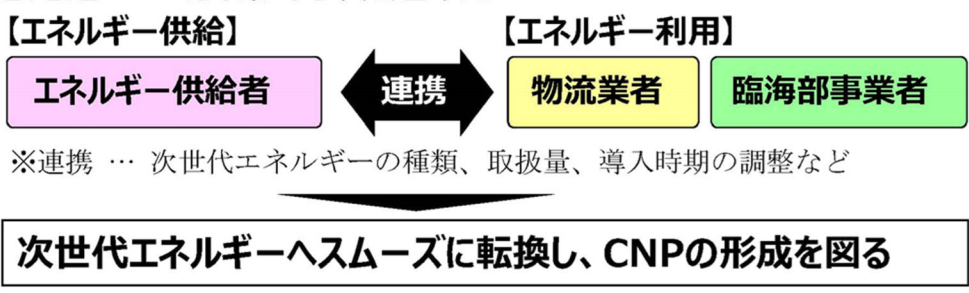 【エネルギー供給】 【エネルギー利用】
エネルギー供給者 連携 物流業者 臨海部事業者
※連携 … 次世代エネルギーの種類、取扱量、導入時期の調整など
次世代エネルギーへスムーズに転換し、CNPの形成を図る